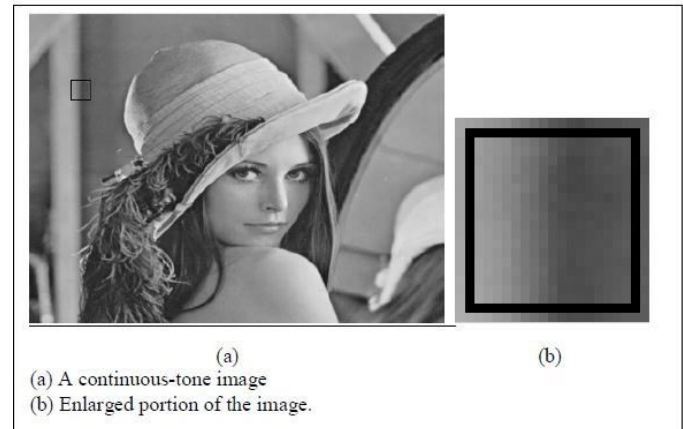 (a) (b)
(a) A continuous-tone image
(b) Enlarged portion of the image.